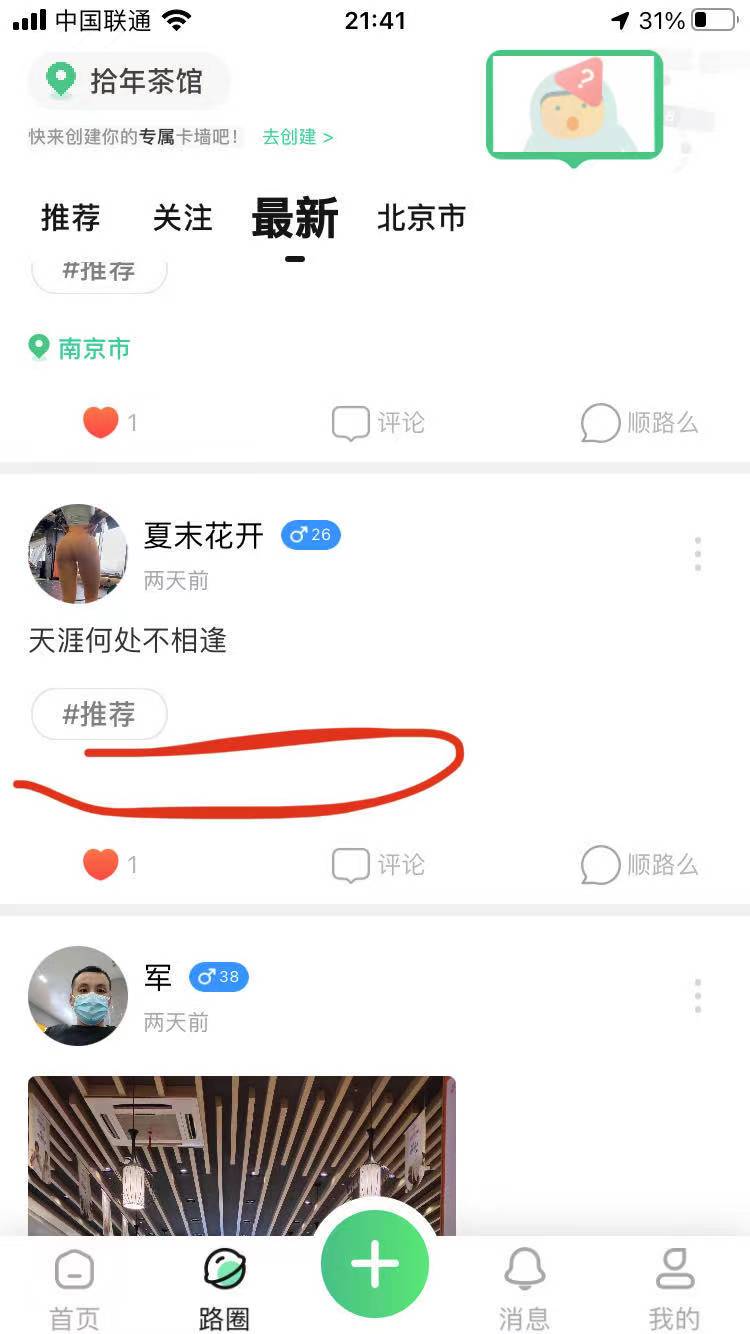 中国联通
21:41
31%
拾年茶馆
快来创建你的专属卡墙吧！ 去创建 >
?
推荐 关注 最新 北京市
#推荐
南京市
1 评论 顺路么
夏末花开 ♂26
两天前
天涯何处不相逢
#推荐
1 评论 顺路么
军 ♂38
两天前
首页 路圈 消息 我的